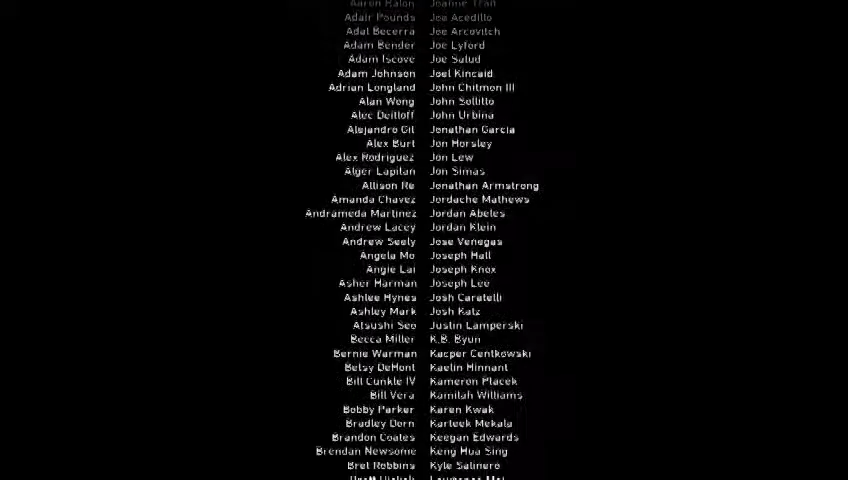 Adair Pounds Joe Acedillo
Adal Becerra Joe Arcovitch
Adam Bender Joe Lyford
Adam Iscove Joe Salud
Adam Johnson Joel Kincaid
Adrian Longland John Chitmon III
Alan Wong John Sollitto
Alec Deitloff John Urbina
Alejandro Gil Jonathan Garcia
Alex Burt Jon Horsley
Alex Rodriguez Jon Lew
Alger Lapitan Jon Simas
Allison Re Jonathan Armstrong
Amanda Chavez Jordache Mathews
Andrameda Martinez Jordan Abeles
Andrew Lacey Jordan Klein
Andrew Seely Jose Venegas
Angela Mo Joseph Hall
Angie Lai Joseph Knox
Asher Harman Joseph Lee
Ashlee Hynes Josh Caratelli
Ashley Mark Josh Katz
Atsushi Seo Justin Lamperski
Becca Miller K.B. Byun
Bernie Warman Kacper Centkowski
Betsy DeMont Kaelin Hinnant
Bill Cunkle IV Kameron Placek
Bill Vera Kamilah Williams
Bobby Parker Karen Kwak
Bradley Dorn Karteek Mekala
Brandon Coates Keegan Edwards
Brendan Newsome Keng Hua Sing
Bret Robbins Kyle Salinero